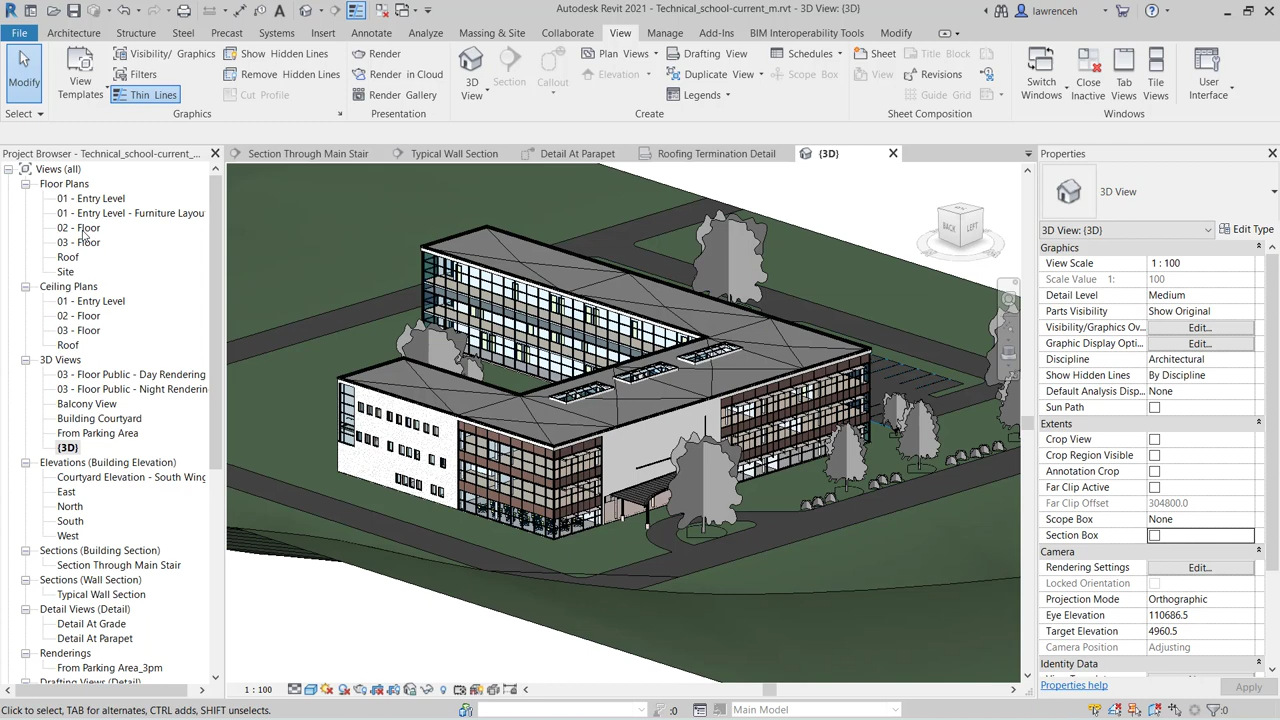 Autodesk Revit 2021 - Technical_school-current_m.rvt - 3D View: {3D}
lawrenceh
File
Architecture
Structure
Steel
Precast
Systems
Insert
Annotate
Analyze
Massing & Site
Collaborate
View
Manage
Add-Ins
BIM Interoperability Tools
Modify
Modify
Select
View
Templates
Visibility/ Graphics
Filters
Thin Lines
Show Hidden Lines
Remove Hidden Lines
Cut Profile
Graphics
Render
Render in Cloud
Render Gallery
Presentation
3D
View
Section
Callout
Plan Views
Elevation
Drafting View
Duplicate View
Legends
Schedules
Scope Box
Create
Sheet
View
Title Block
Revisions
Guide Grid
Sheet Composition
Switch
Windows
Close
Inactive
Tab
Views
Tile
Views
Windows
User
Interface
Project Browser - Technical_school-current_...
Section Through Main Stair
Typical Wall Section
Detail At Parapet
Roofing Termination Detail
{3D}
Views (all)
Floor Plans
01 - Entry Level
01 - Entry Level - Furniture Layou
02 - Floor
03 - Floor
Roof
Site
Ceiling Plans
01 - Entry Level
02 - Floor
03 - Floor
Roof
3D Views
03 - Floor Public - Day Rendering
03 - Floor Public - Night Renderin
Balcony View
Building Courtyard
From Parking Area
{3D}
Elevations (Building Elevation)
Courtyard Elevation - South Wing
East
North
South
West
Sections (Building Section)
Section Through Main Stair
Sections (Wall Section)
Typical Wall Section
Detail Views (Detail)
Detail At Grade
Detail At Parapet
Renderings
From Parking Area_3pm
Drafting Views (Detail)
BACK
LEFT
1 : 100
Properties
3D View
3D View: {3D}
Edit Type
Graphics
View Scale 1 : 100
Scale Value 1: 100
Detail Level Medium
Parts Visibility Show Original
Visibility/Graphics Ov... Edit...
Graphic Display Opti... Edit...
Discipline Architectural
Show Hidden Lines By Discipline
Default Analysis Disp... None
Sun Path
Extents
Crop View
Crop Region Visible
Annotation Crop
Far Clip Active
Far Clip Offset 304800.0
Scope Box None
Section Box
Camera
Rendering Settings Edit...
Locked Orientation
Projection Mode Orthographic
Eye Elevation 110686.5
Target Elevation 4960.5
Camera Position Adjusting
Identity Data
Properties help
Apply
Click to select, TAB for alternates, CTRL adds, SHIFT unselects.
:0
Main Model
:0